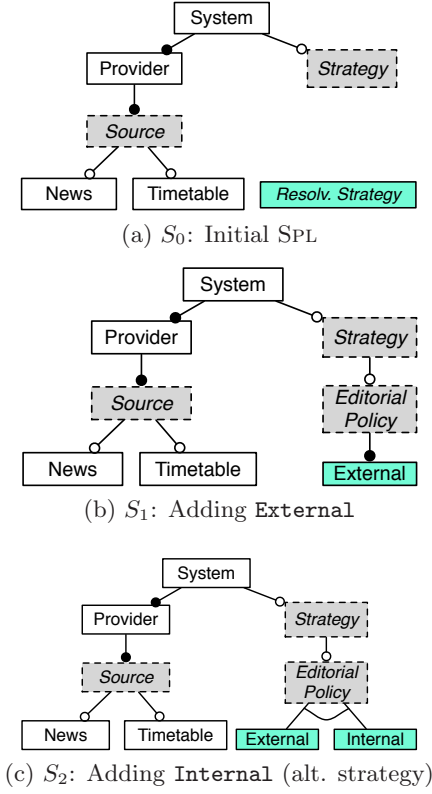 System
Provider
Strategy
Source
News
Timetable
Resolv. Strategy
(a) S₀: Initial SPL
System
Provider
Strategy
Source
Editorial
Policy
News
Timetable
External
(b) S₁: Adding External
System
Provider
Strategy
Source
Editorial
Policy
News
Timetable
External
Internal
(c) S₂: Adding Internal (alt. strategy)